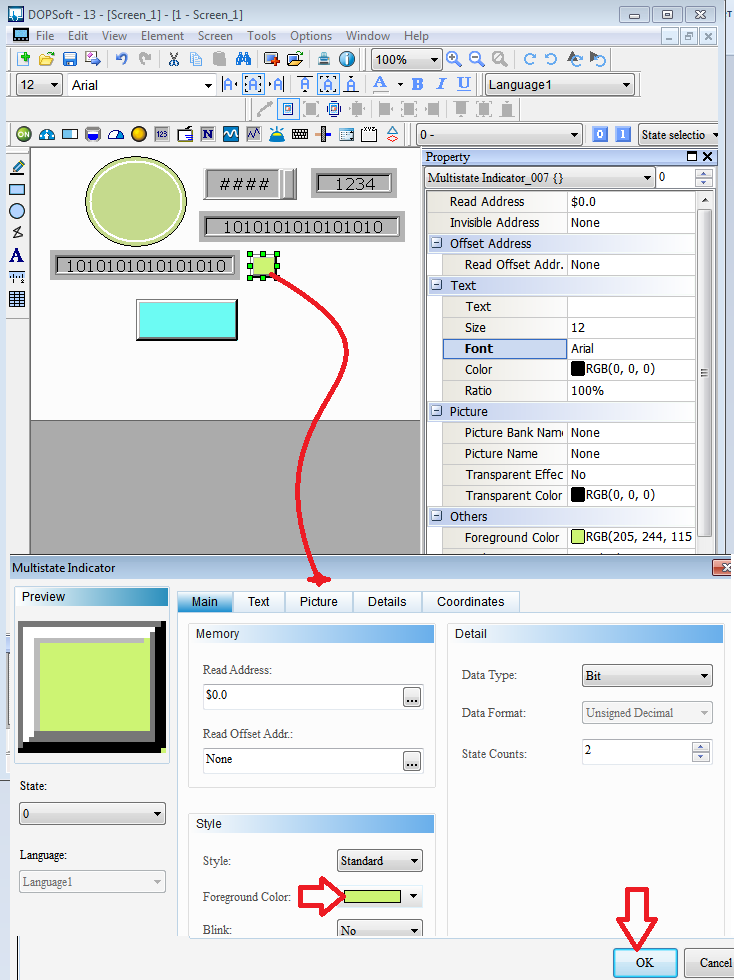 DOPSoft - 13 - [Screen_1] - [1 - Screen_1]
File Edit View Element Screen Tools Options Window Help
100%
12 Arial A A A A A A A B I U Language1
ON 123 N XYZ 0 - 0 1 State selectio
Property
Multistate Indicator_007 {} 0
Read Address $0.0
Invisible Address None
Offset Address
Read Offset Addr. None
Text
Text
Size 12
Font Arial
Color RGB(0, 0, 0)
Ratio 100%
Picture
Picture Bank Name None
Picture Name None
Transparent Effec No
Transparent Color RGB(0, 0, 0)
Others
Foreground Color RGB(205, 244, 115
A
#### 1234
1010101010101010
1010101010101010
Multistate Indicator
Preview
Main Text Picture Details Coordinates
Memory
Read Address:
$0.0 ...
Read Offset Addr.:
None ...
Detail
Data Type: Bit
Data Format: Unsigned Decimal
State Counts: 2
State:
0
Language:
Language1
Style
Style: Standard
Foreground Color:
Blink: No
OK Cancel